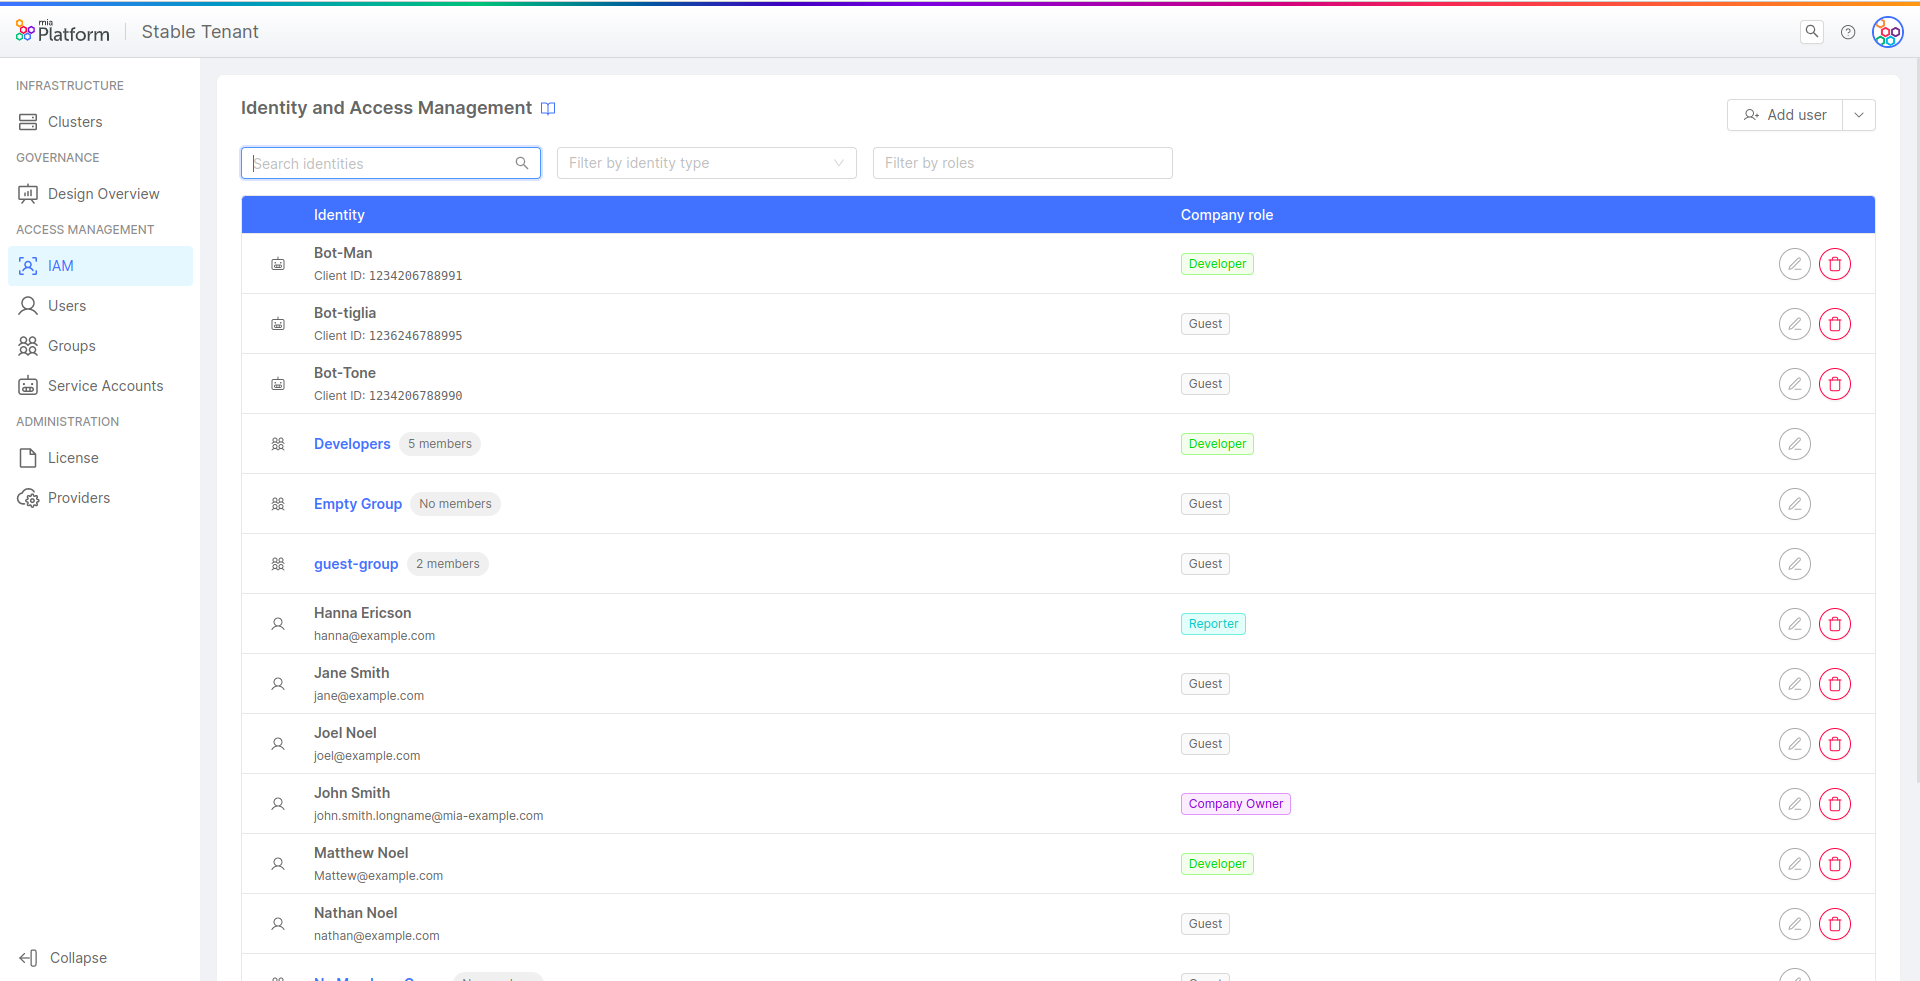 mia
Platform
Stable Tenant
INFRASTRUCTURE
Clusters
GOVERNANCE
Design Overview
ACCESS MANAGEMENT
IAM
Users
Groups
Service Accounts
ADMINISTRATION
License
Providers
Collapse
Identity and Access Management
Add user
Search identities
Filter by identity type
Filter by roles
Identity Company role
Bot-Man
Client ID: 1234206788991
Developer
Bot-tiglia
Client ID: 1236246788995
Guest
Bot-Tone
Client ID: 1234206788990
Guest
Developers 5 members Developer
Empty Group No members Guest
guest-group 2 members Guest
Hanna Ericson
hanna@example.com
Reporter
Jane Smith
jane@example.com
Guest
Joel Noel
joel@example.com
Guest
John Smith
john.smith.longname@mia-example.com
Company Owner
Matthew Noel
Mattew@example.com
Developer
Nathan Noel
nathan@example.com
Guest